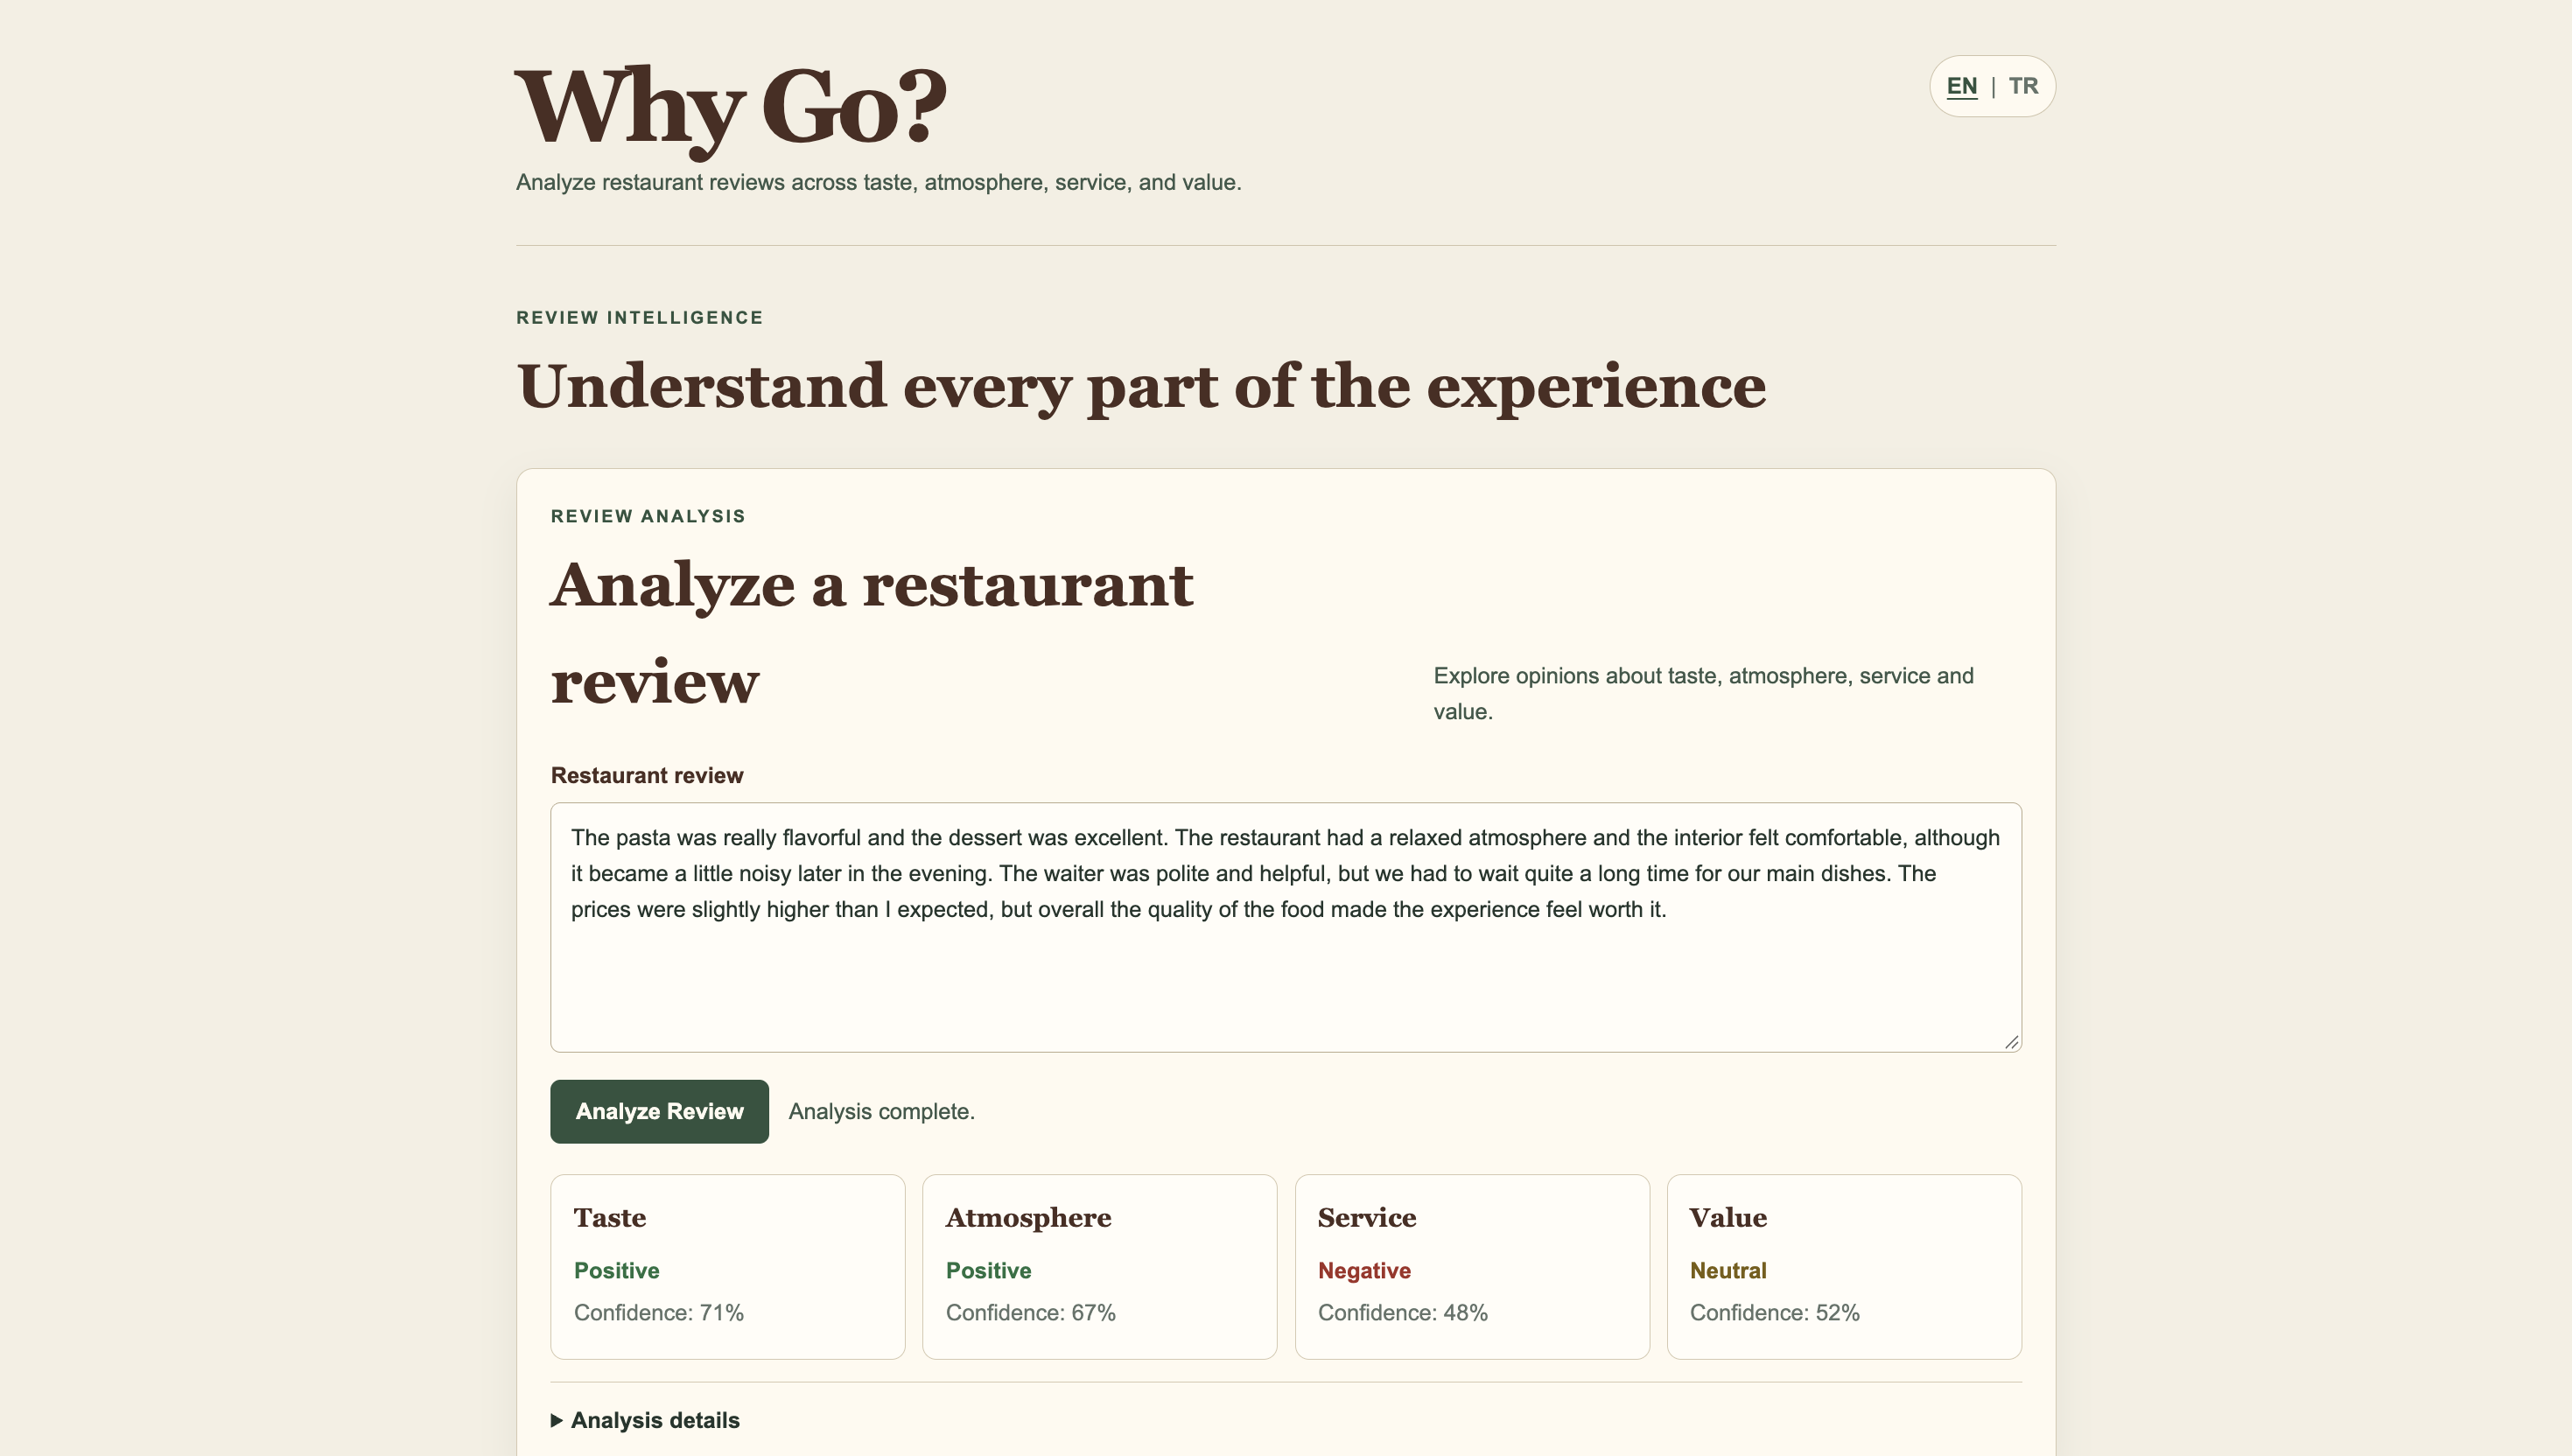 Why Go?
EN | TR
Analyze restaurant reviews across taste, atmosphere, service, and value.
REVIEW INTELLIGENCE
Understand every part of the experience
REVIEW ANALYSIS
Analyze a restaurant
review
Explore opinions about taste, atmosphere, service and
value.
Restaurant review
The pasta was really flavorful and the dessert was excellent. The restaurant had a relaxed atmosphere and the interior felt comfortable, although
it became a little noisy later in the evening. The waiter was polite and helpful, but we had to wait quite a long time for our main dishes. The
prices were slightly higher than I expected, but overall the quality of the food made the experience feel worth it.
Analyze Review
Analysis complete.
Taste
Positive
Confidence: 71%
Atmosphere
Positive
Confidence: 67%
Service
Negative
Confidence: 48%
Value
Neutral
Confidence: 52%
Analysis details